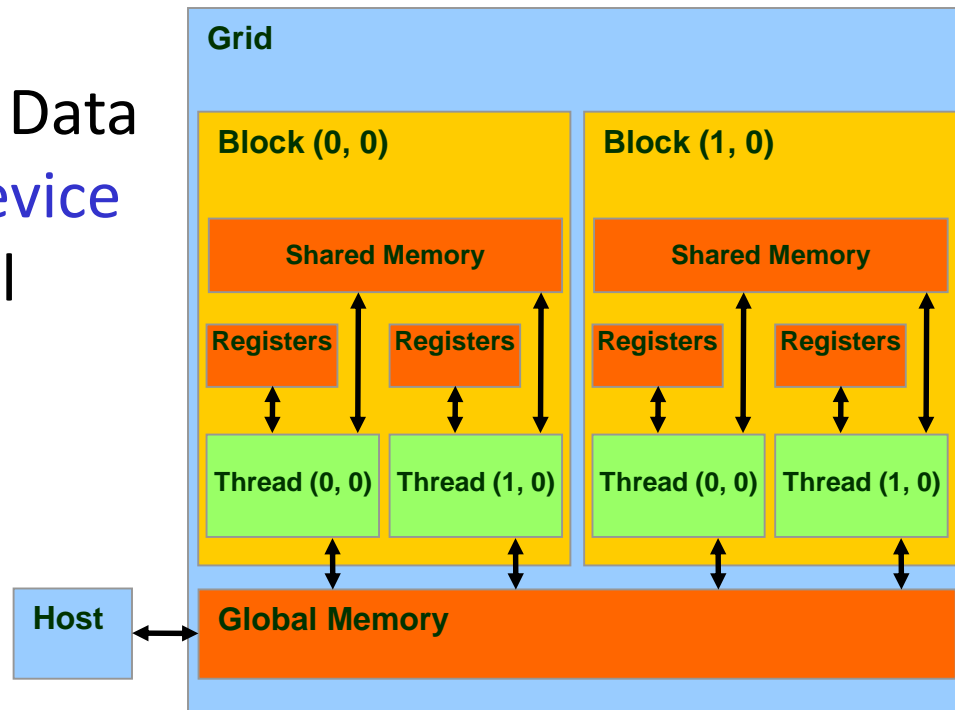 Data
evice
l
Grid
Block (0, 0)
Block (1, 0)
Shared Memory
Shared Memory
Registers
Registers
Registers
Registers
Thread (0, 0)
Thread (1, 0)
Thread (0, 0)
Thread (1, 0)
Host
Global Memory